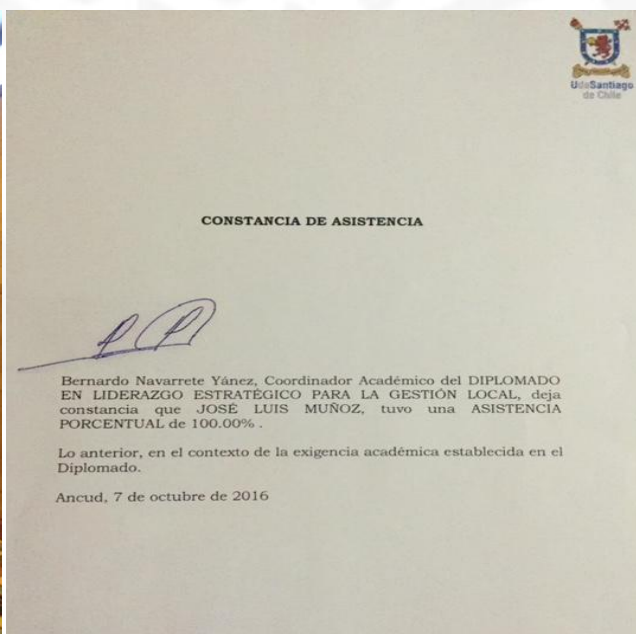 UdeSantiago
de Chile
CONSTANCIA DE ASISTENCIA
Bernardo Navarrete Yánez, Coordinador Académico del DIPLOMADO
EN LIDERAZGO ESTRATÉGICO PARA LA GESTIÓN LOCAL, deja
constancia que JOSÉ LUIS MUÑOZ, tuvo una ASISTENCIA
PORCENTUAL de 100.00% .
Lo anterior, en el contexto de la exigencia académica establecida en el
Diplomado.
Ancud, 7 de octubre de 2016